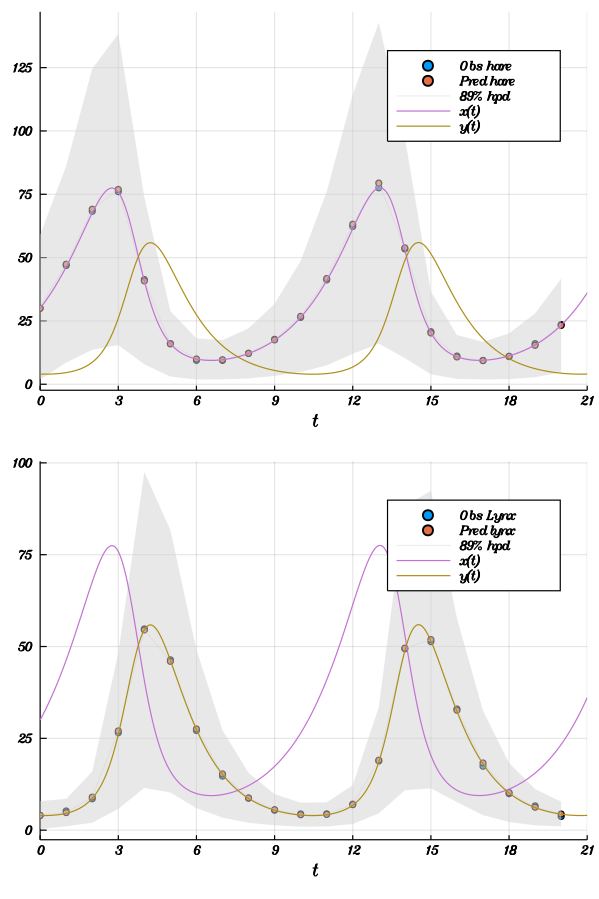 125
100
75
50
25
0
0 3 6 9 12 15 18 21
t
Obs hare
Pred hare
89% hpd
x(t)
y(t)
100
75
50
25
0
0 3 6 9 12 15 18 21
t
Obs Lynx
Pred lynx
89% hpd
x(t)
y(t)